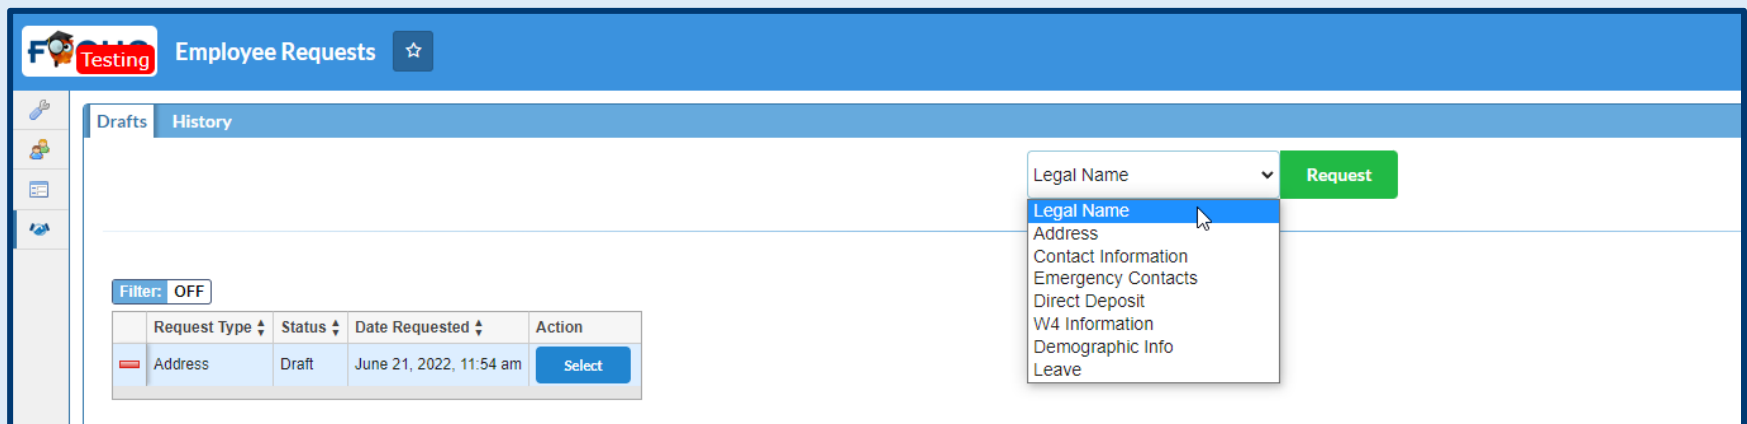 FOCUS
Testing
Employee Requests
Drafts History
Legal Name Request
Legal Name
Address
Contact Information
Emergency Contacts
Direct Deposit
W4 Information
Demographic Info
Leave
Filter: OFF
Request Type Status Date Requested Action
Address Draft June 21, 2022, 11:54 am Select